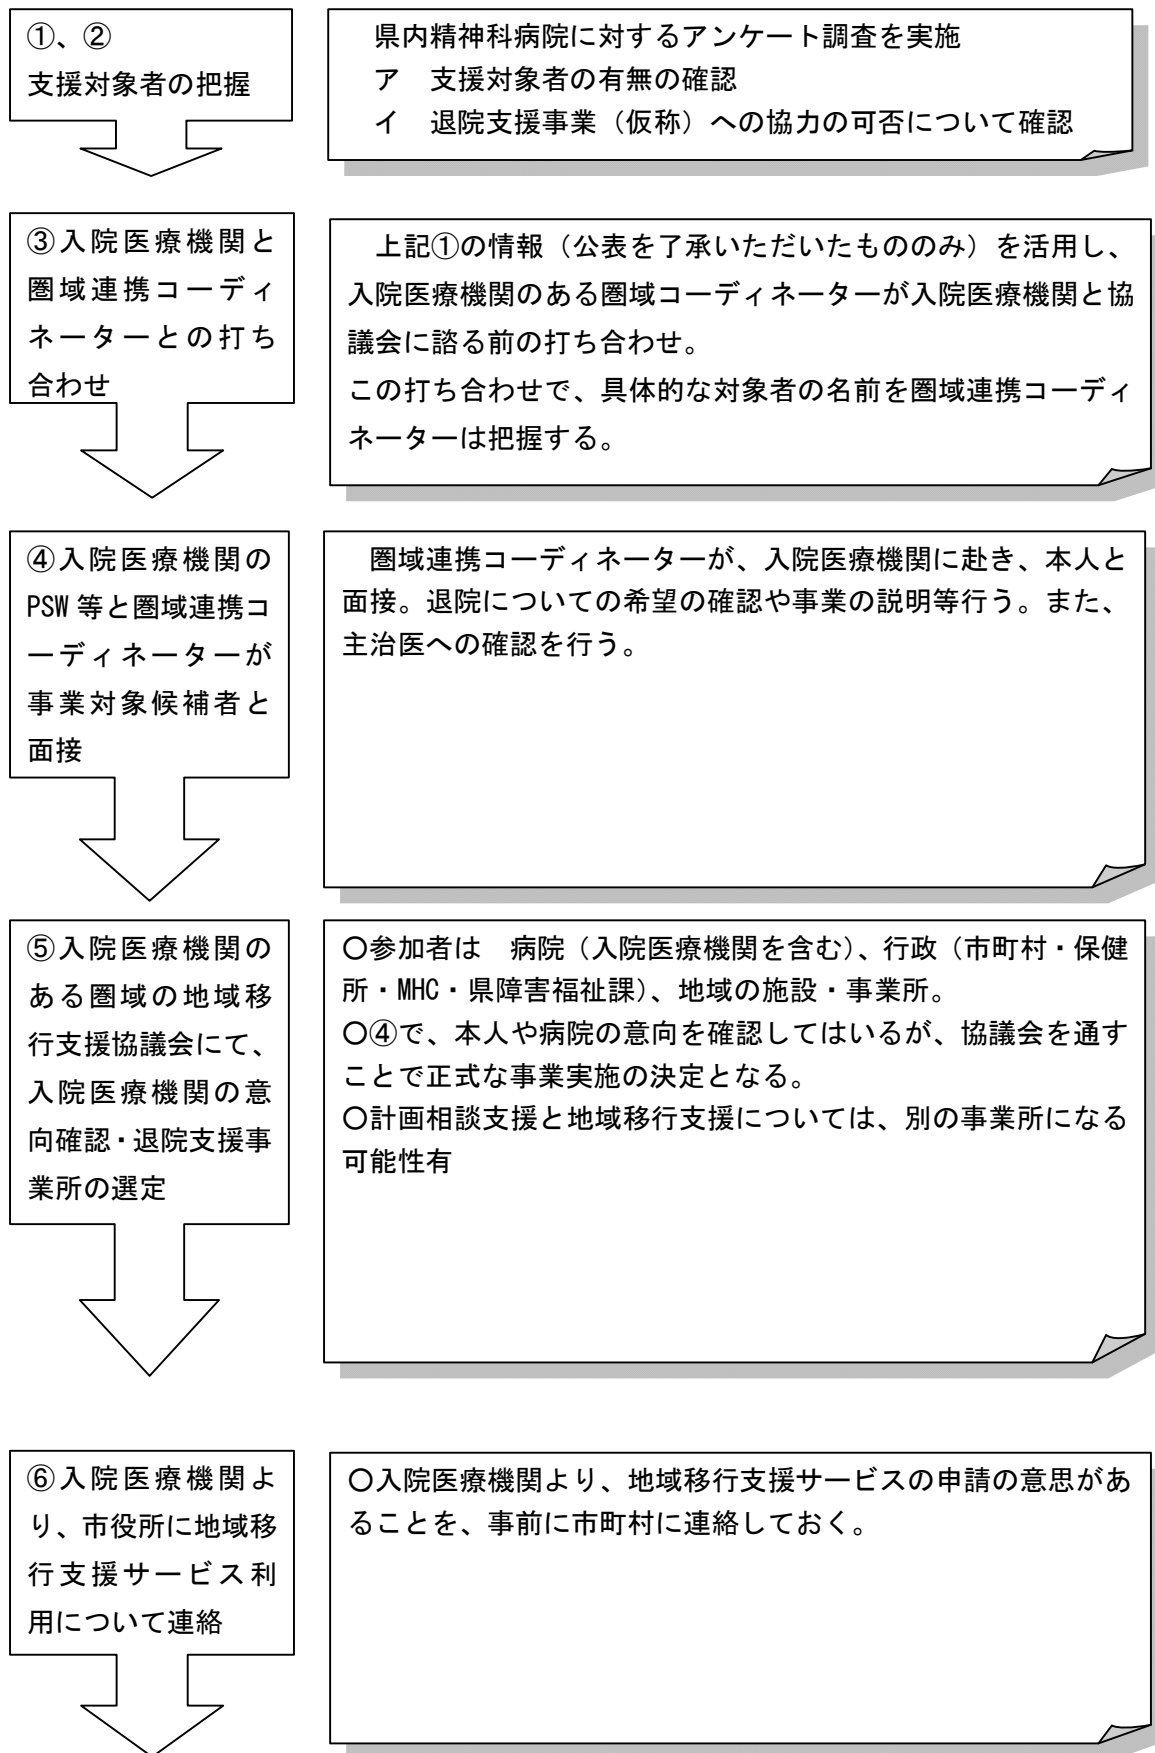 ①、②
支援対象者の把握
県内精神科病院に対するアンケート調査を実施
ア　支援対象者の有無の確認
イ　退院支援事業（仮称）への協力の可否について確認
③入院医療機関と
圏域連携コーディ
ネーターとの打ち
合わせ
上記①の情報（公表を了承いただいたもののみ）を活用し、
入院医療機関のある圏域コーディネーターが入院医療機関と協
議会に諮る前の打ち合わせ。
この打ち合わせで、具体的な対象者の名前を圏域連携コーディ
ネーターは把握する。
④入院医療機関の
PSW 等と圏域連携コ
ーディネーターが
事業対象候補者と
面接
圏域連携コーディネーターが、入院医療機関に赴き、本人と
面接。退院についての希望の確認や事業の説明等行う。また、
主治医への確認を行う。
⑤入院医療機関の
ある圏域の地域移
行支援協議会にて、
入院医療機関の意
向確認・退院支援事
業所の選定
〇参加者は　病院（入院医療機関を含む）、行政（市町村・保健
所・MHC・県障害福祉課）、地域の施設・事業所。
〇④で、本人や病院の意向を確認してはいるが、協議会を通す
ことで正式な事業実施の決定となる。
〇計画相談支援と地域移行支援については、別の事業所になる
可能性有
⑥入院医療機関よ
り、市役所に地域移
行支援サービス利
用について連絡
〇入院医療機関より、地域移行支援サービスの申請の意思があ
ることを、事前に市町村に連絡しておく。